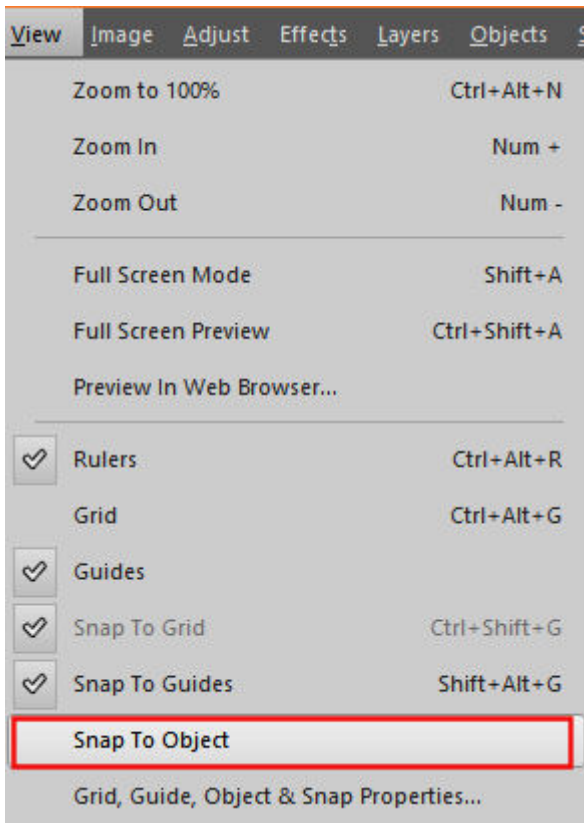 View Image Adjust Effects Layers Objects
Zoom to 100% Ctrl+Alt+N
Zoom In Num +
Zoom Out Num -
Full Screen Mode Shift+A
Full Screen Preview Ctrl+Shift+A
Preview In Web Browser...
Rulers Ctrl+Alt+R
Grid Ctrl+Alt+G
Guides
Snap To Grid Ctrl+Shift+G
Snap To Guides Shift+Alt+G
Snap To Object
Grid, Guide, Object & Snap Properties...